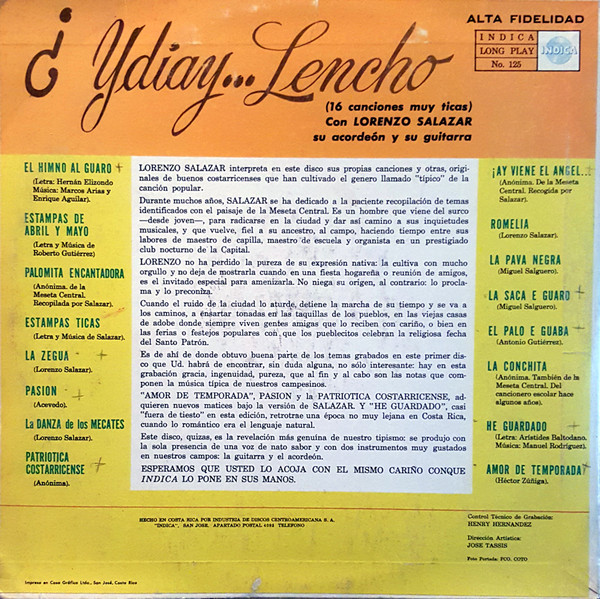 ALTA FIDELIDAD
¿Ydiay... Lencho
INDICA
LONG PLAY
No. 125
INDICA
(16 canciones muy ticas)
Con LORENZO SALAZAR
su acordeón y su guitarra
EL HIMNO AL GUARO
(Letra: Hernán Elizondo
Música: Marcos Arias y
Enrique Aguilar).
ESTAMPAS DE
ABRIL Y MAYO
(Letra y Música de
Roberto Gutiérrez)
PALOMITA ENCANTADORA
(Anónima. de la
Meseta Central.
Recopilada por Salazar).
ESTAMPAS TICAS
(Letra y Música de Salazar).
LA ZEGUA
(Lorenzo Salazar).
PASION
(Acevedo).
La DANZA de los MECATES
(Lorenzo Salazar).
PATRIOTICA
COSTARRICENSE
(Anónima).
LORENZO SALAZAR interpreta en este disco sus propias canciones y otras, origi-
nales de buenos costarricenses que han cultivado el genero llamado "típico" de la
canción popular.
Durante muchos años, SALAZAR se ha dedicado a la paciente recopilación de temas
identificados con el paisaje de la Meseta Central. Es un hombre que viene del surco
—desde joven—, para radicarse en la ciudad y dar así camino a sus inquietudes
musicales, y que vuelve, fiel a su ancestro, al campo, haciendo tiempo entre sus
labores de maestro de capilla, maestro de escuela y organista en un prestigiado
club nocturno de la Capital.
LORENZO no ha perdido la pureza de su expresión nativa: la cultiva con mucho
orgullo y no deja de mostrarla cuando en una fiesta hogareña o reunión de amigos,
es el invitado especial para amenizarla. No niega su origen, al contrario: lo procla-
ma y lo preconiza.
Cuando el ruido de la ciudad lo aturde, detiene la marcha de su tiempo y se va a
los caminos, a ensartar tonadas en las taquillas de los pueblos, en las viejas casas
de adobe donde siempre viven gentes amigas que lo reciben con cariño, o bien en
las ferias o festejos populares con que los pueblecitos celebran la religiosa fecha
del Santo Patrón.
Es de ahí de donde obtuvo buena parte de los temas grabados en este primer dis-
co que Ud. habrá de encontrar, sin duda alguna, no sólo interesante: hay en esta
grabación gracia, ingenuidad, pureza, que al fin y al cabo son las notas que com-
ponen la música típica de nuestros campesinos.
"AMOR DE TEMPORADA", PASION y la PATRIOTICA COSTARRICENSE, ad-
quieren nuevos matices bajo la versión de SALAZAR. Y "HE GUARDADO", casi
"fuera de tiesto" en esta edición, retrotrae una época no muy lejana en Costa Rica,
cuando lo romántico era el lenguaje natural.
Este disco, quizas, es la revelación más genuina de nuestro tipismo: se produjo con
la sola presencia de una voz de nato sabor y con dos instrumentos muy gustados
en nuestros campos: la guitarra y el acordeón.
ESPERAMOS QUE USTED LO ACOJA CON EL MISMO CARIÑO CONQUE
INDICA LO PONE EN SUS MANOS.
¡AY VIENE EL ANGEL...
(Anónima. De la Meseta
Central. Recogida por
Salazar).
ROMELIA
(Lorenzo Salazar).
LA PAVA NEGRA
(Miguel Salguero).
LA SACA E GUARO
(Miguel Salguero).
EL PALO E GUABA
(Antonio Gutiérrez).
LA CONCHITA
(Anónima. También de la
Meseta Central. Del
cancionero escolar hace
algunos años).
HE GUARDADO
(Letra: Arístides Baltodano.
Música: Manuel Rodríguez).
AMOR DE TEMPORADA
(Héctor Zúñiga).
HECHO EN COSTA RICA POR INDUSTRIA DE DISCOS CENTROAMERICANA S. A.
"INDICA", SAN JOSE. APARTADO POSTAL 4352 TELEFONO
Control Técnico de Grabación:
HENRY HERNANDEZ
Dirección Artística:
JOSE TASSIS
Foto Portada: FCO. COTO
Impreso en Casa Gráfica Ltda., San José, Costa Rica